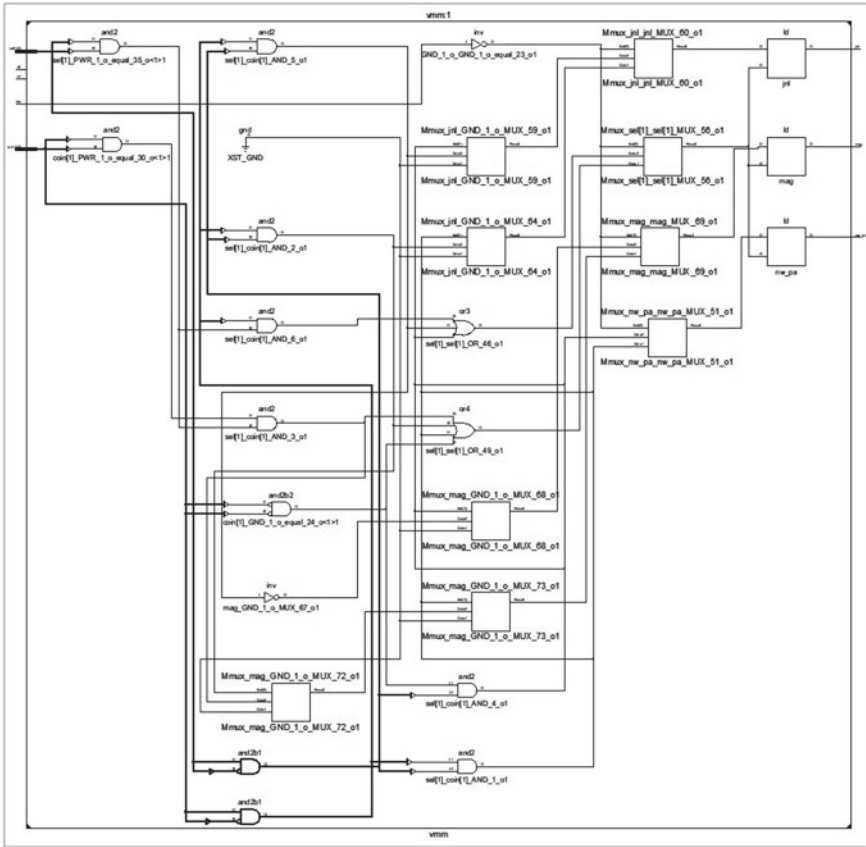 vmm:1
and2
sel[1]_PWR_1_o_equal_35_o<1>1
and2
sel[1]_coin[1]_AND_5_o1
inv
GND_1_o_GND_1_o_equal_23_o1
Mmux_jnl_jnl_MUX_60_o1
Mmux_jnl_jnl_MUX_60_o1
ld
jnl
and2
coin[1]_PWR_1_o_equal_30_o<1>1
gnd
XST_GND
Mmux_jnl_GND_1_o_MUX_59_o1
Mmux_jnl_GND_1_o_MUX_59_o1
Mmux_sel[1]_sel[1]_MUX_56_o1
Mmux_sel[1]_sel[1]_MUX_56_o1
ld
mag
and2
sel[1]_coin[1]_AND_2_o1
Mmux_jnl_GND_1_o_MUX_64_o1
Mmux_jnl_GND_1_o_MUX_64_o1
Mmux_mag_mag_MUX_69_o1
Mmux_mag_mag_MUX_69_o1
ld
nw_pa
and2
sel[1]_coin[1]_AND_6_o1
or3
sel[1]_sel[1]_OR_46_o1
Mmux_nw_pa_nw_pa_MUX_51_o1
Mmux_nw_pa_nw_pa_MUX_51_o1
and2
sel[1]_coin[1]_AND_3_o1
or4
sel[1]_sel[1]_OR_49_o1
and2b2
coin[1]_GND_1_o_equal_24_o<1>1
Mmux_mag_GND_1_o_MUX_68_o1
Mmux_mag_GND_1_o_MUX_68_o1
inv
mag_GND_1_o_MUX_67_o1
Mmux_mag_GND_1_o_MUX_73_o1
Mmux_mag_GND_1_o_MUX_73_o1
Mmux_mag_GND_1_o_MUX_72_o1
Mmux_mag_GND_1_o_MUX_72_o1
and2
sel[1]_coin[1]_AND_4_o1
and2b1
and2
sel[1]_coin[1]_AND_1_o1
and2b1
vmm